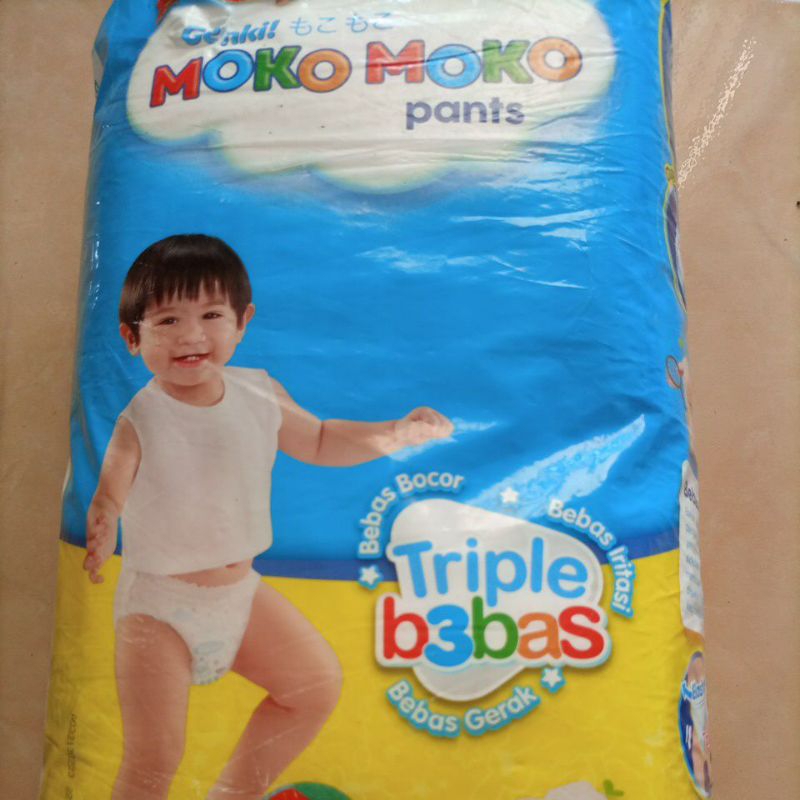 Genki! もこもこ
MOKO MOKO
pants
Bebas Bocor
Bebas Iritasi
Triple
b3bas
Bebas Gerak